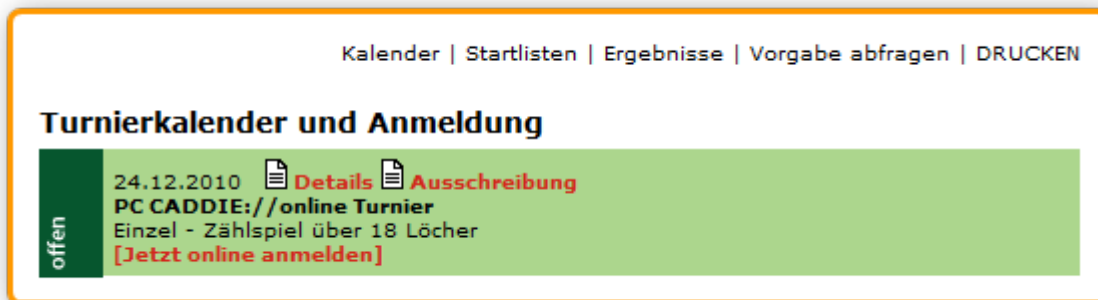 Kalender | Startlisten | Ergebnisse | Vorgabe abfragen | DRUCKEN
Turnierkalender und Anmeldung
offen
24.12.2010 Details Ausschreibung
PC CADDIE://online Turnier
Einzel - Zählspiel über 18 Löcher
[Jetzt online anmelden]